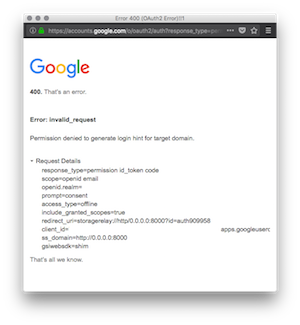 Error 400 (OAuth2 Error)!!1
https://accounts.google.com/o/oauth2/auth?response_type=pe
Google
400. That's an error.
Error: invalid_request
Permission denied to generate login hint for target domain.
Request Details
response_type=permission id_token code
scope=openid email
openid.realm=
prompt=consent
access_type=offline
include_granted_scopes=true
redirect_uri=storagerelay://http/0.0.0.0:8000?id=auth909958
client_id= apps.googleuserc
ss_domain=http://0.0.0.0:8000
gsiwebsdk=shim
That's all we know.